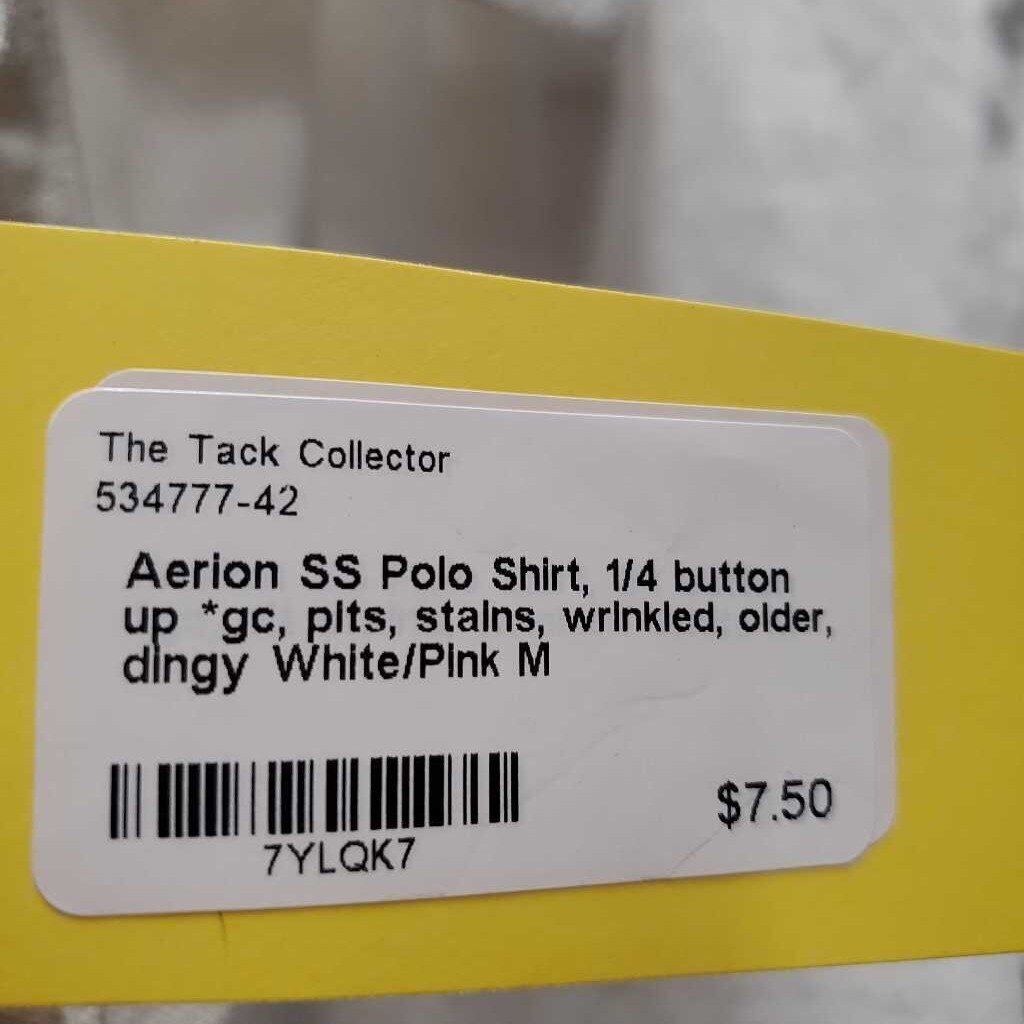 The Tack Collector
534777-42
Aerion SS Polo Shirt, 1/4 button
up *gc, pits, stains, wrinkled, older,
dingy White/Pink M
7YLQK7
$7.50